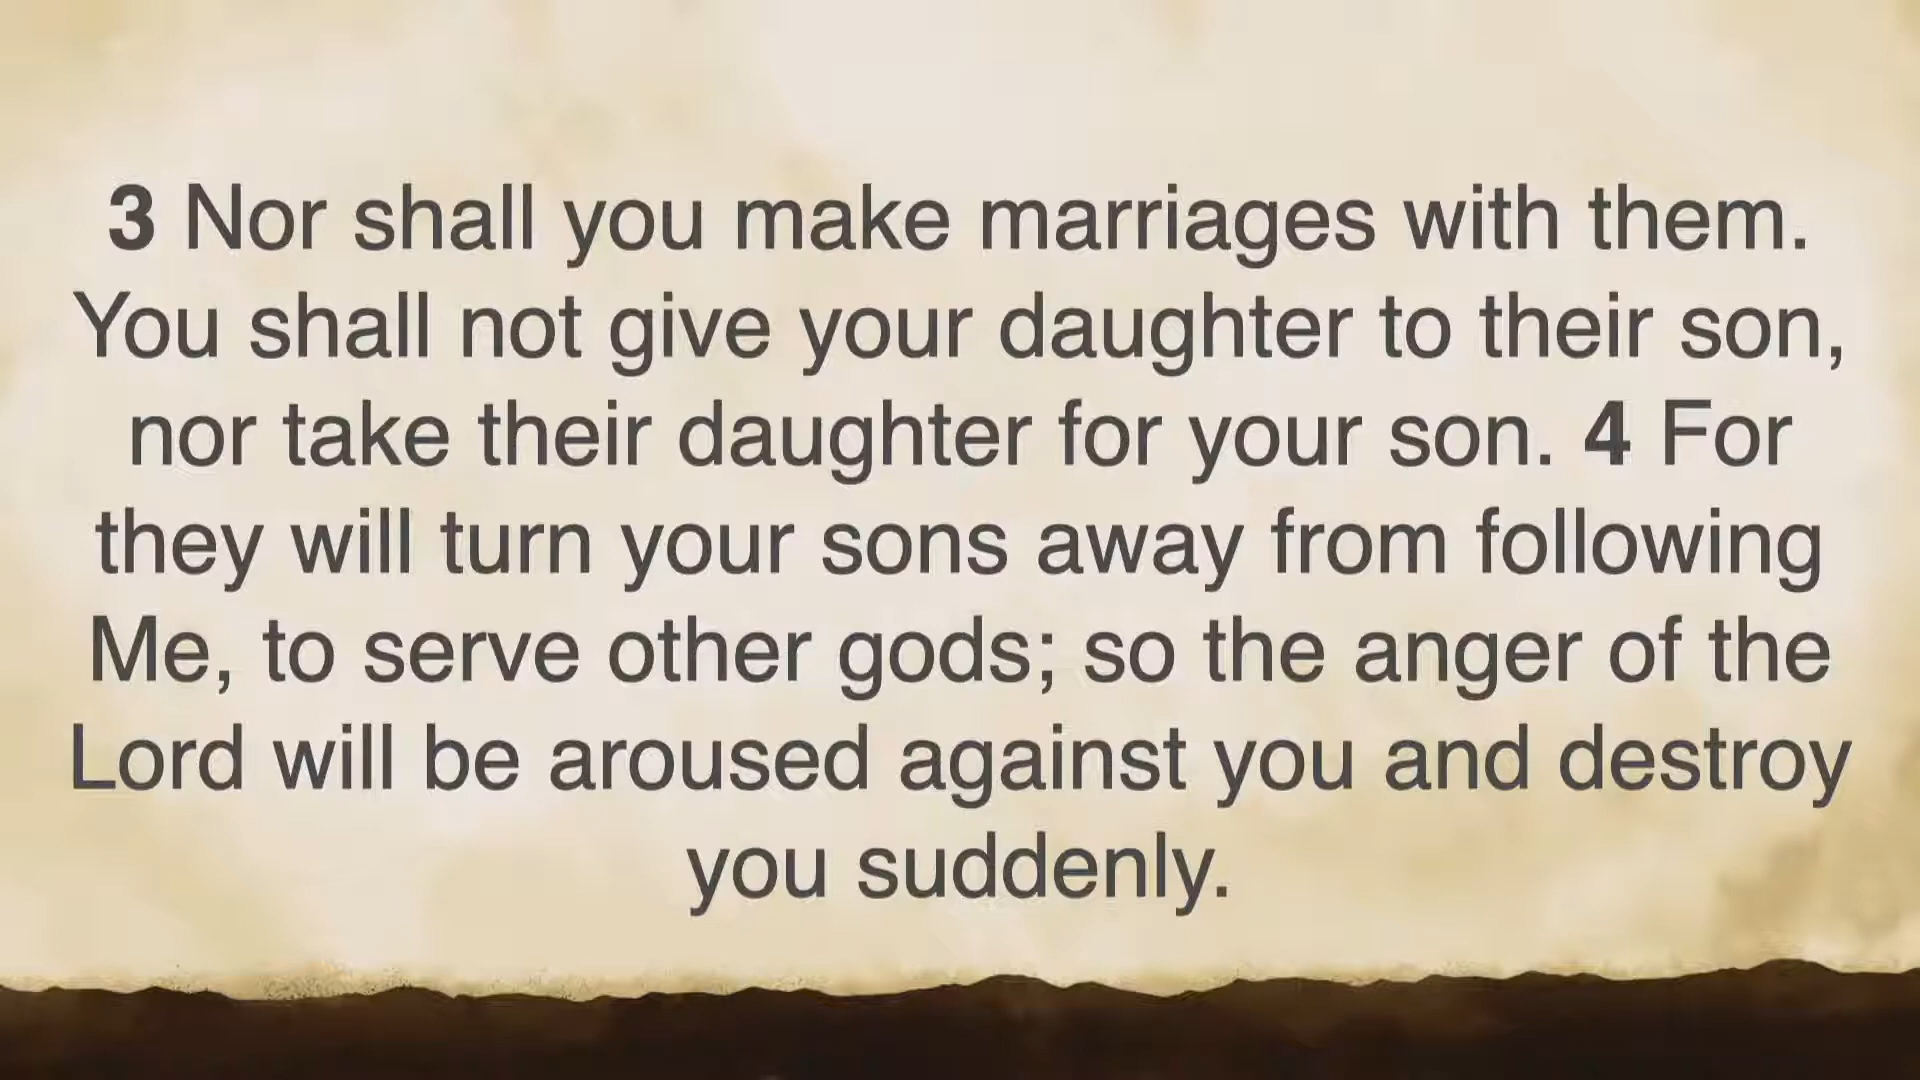 3 Nor shall you make marriages with them.
You shall not give your daughter to their son,
nor take their daughter for your son. 4 For
they will turn your sons away from following
Me, to serve other gods; so the anger of the
Lord will be aroused against you and destroy
you suddenly.